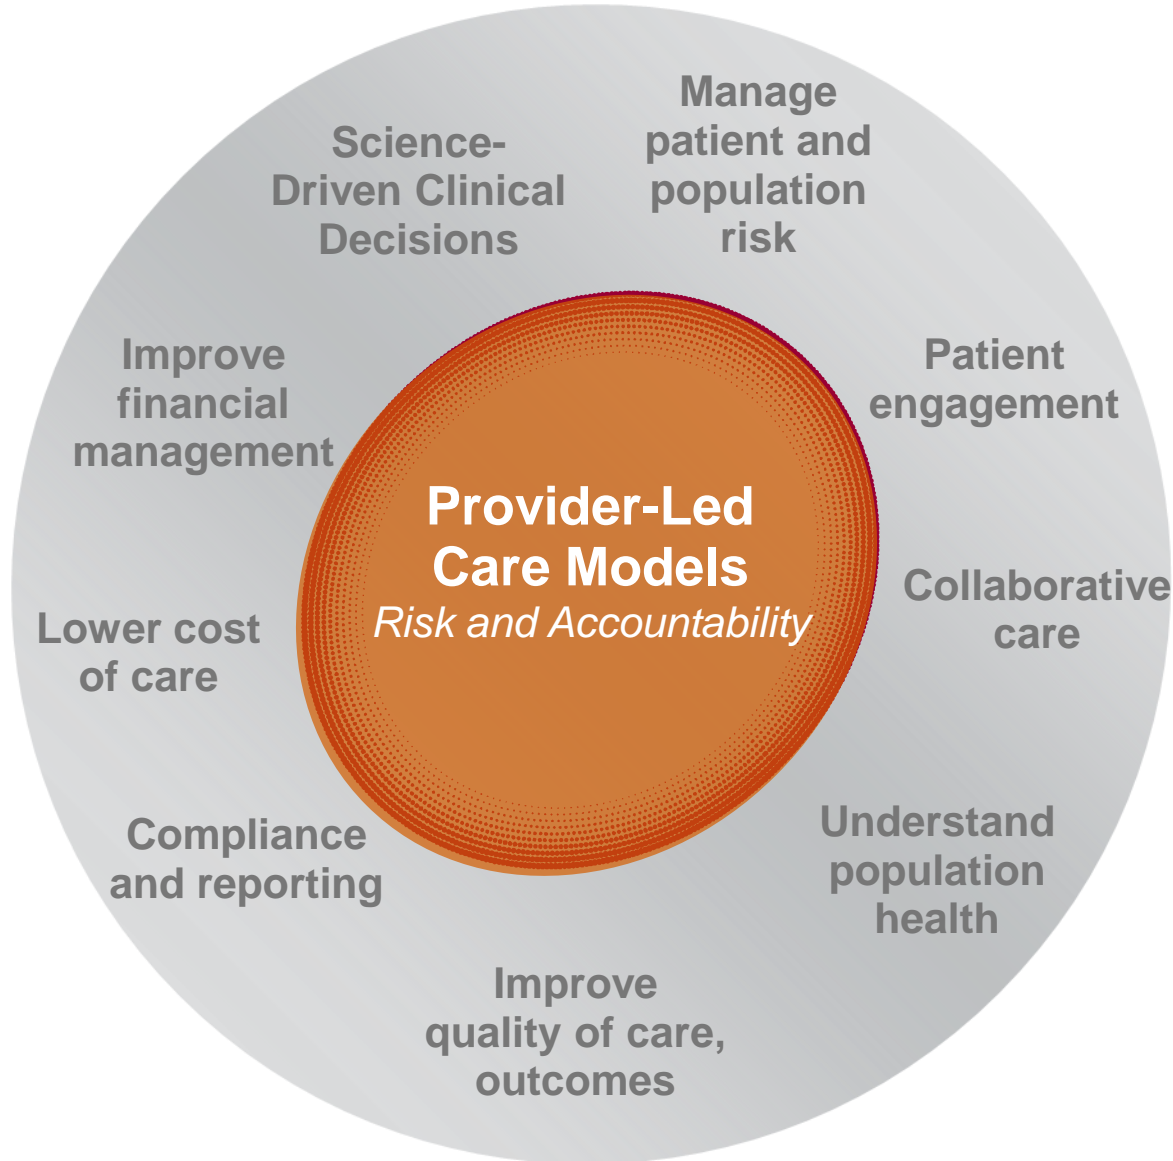 Manage
patient and
population
risk
Science-
Driven Clinical
Decisions
Patient
engagement
Improve
financial
management
Provider-Led
Care Models
Risk and Accountability
Collaborative
care
Lower cost
of care
Understand
population
health
Compliance
and reporting
Improve
quality of care,
outcomes